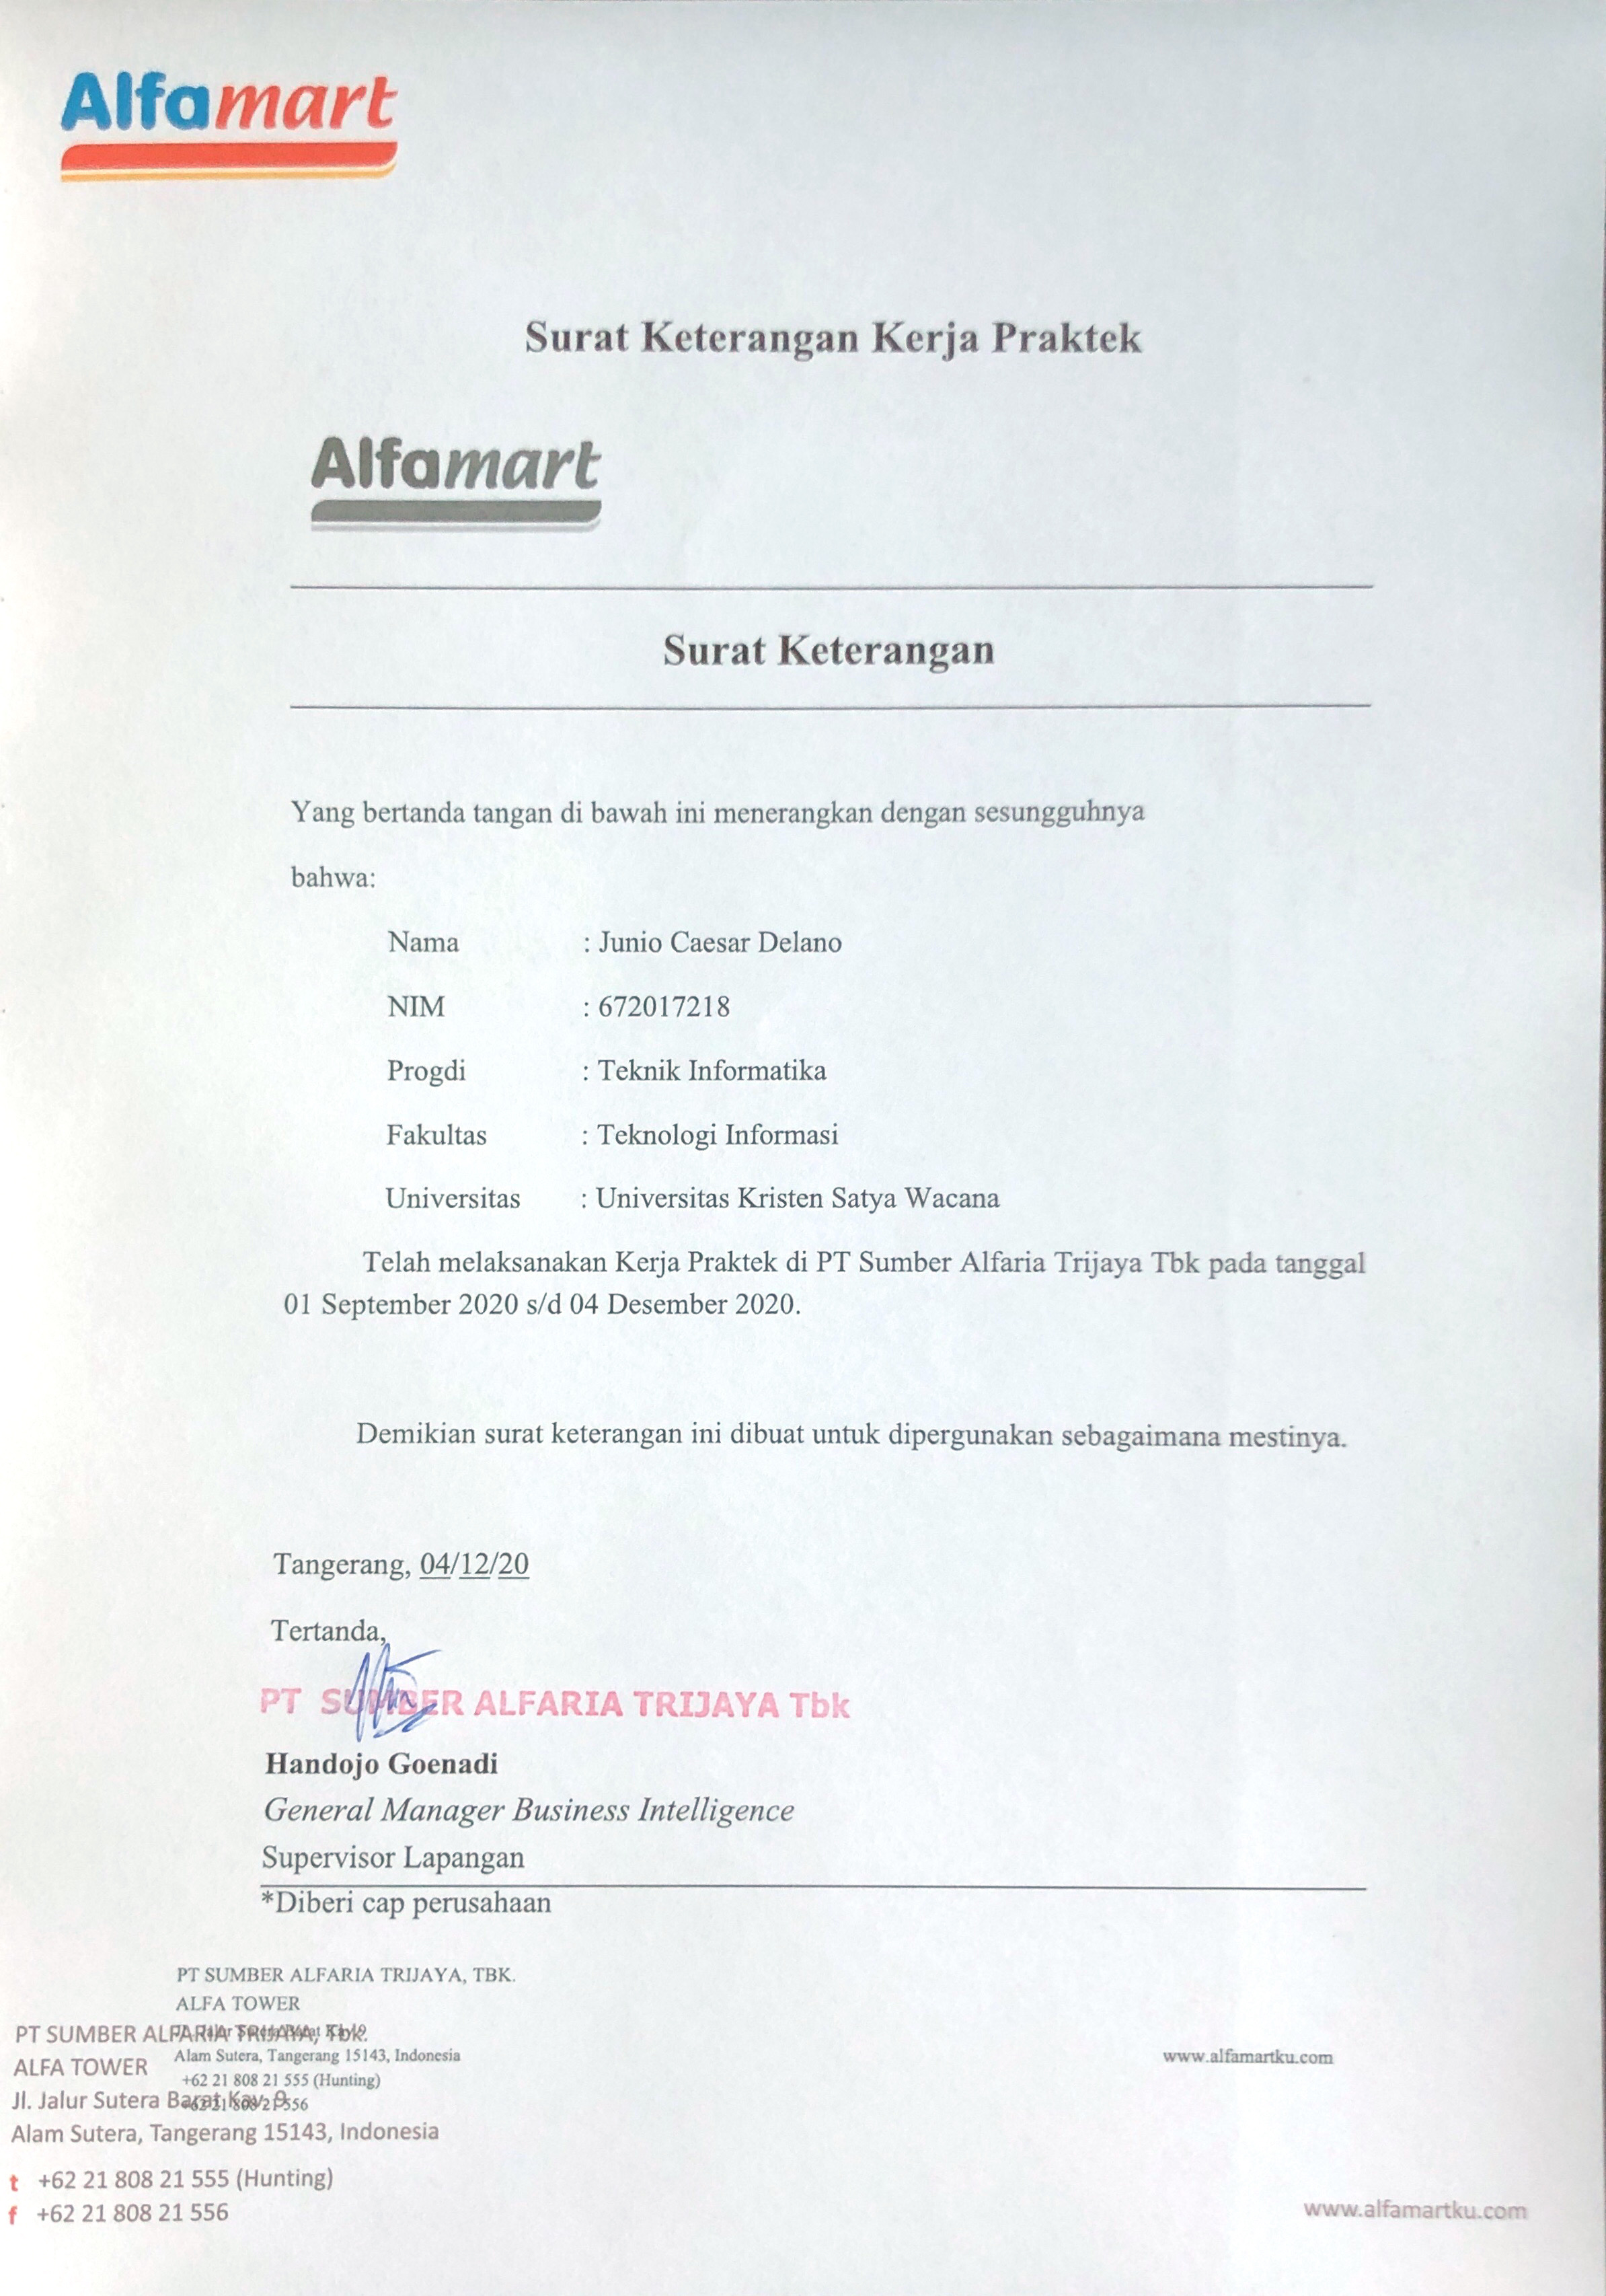 Alfamart
Surat Keterangan Kerja Praktek
Alfamart
Surat Keterangan
Yang bertanda tangan di bawah ini menerangkan dengan sesungguhnya
bahwa:
Nama : Junio Caesar Delano
NIM : 672017218
Progdi : Teknik Informatika
Fakultas : Teknologi Informasi
Universitas : Universitas Kristen Satya Wacana
Telah melaksanakan Kerja Praktek di PT Sumber Alfaria Trijaya Tbk pada tanggal
01 September 2020 s/d 04 Desember 2020.
Demikian surat keterangan ini dibuat untuk dipergunakan sebagaimana mestinya.
Tangerang, 04/12/20
Tertanda,
PT SUMBER ALFARIA TRIJAYA Tbk
Handojo Goenadi
General Manager Business Intelligence
Supervisor Lapangan
*Diberi cap perusahaan
PT SUMBER ALFARIA TRIJAYA, TBK.
ALFA TOWER
Alam Sutera, Tangerang 15143, Indonesia
+62 21 808 21 555 (Hunting)
+62 21 808 21 556
www.alfamartku.com
PT SUMBER ALFARIA TRIJAYA, Tbk.
ALFA TOWER
Jl. Jalur Sutera Barat Kav. 9
Alam Sutera, Tangerang 15143, Indonesia
t +62 21 808 21 555 (Hunting)
f +62 21 808 21 556
www.alfamartku.com